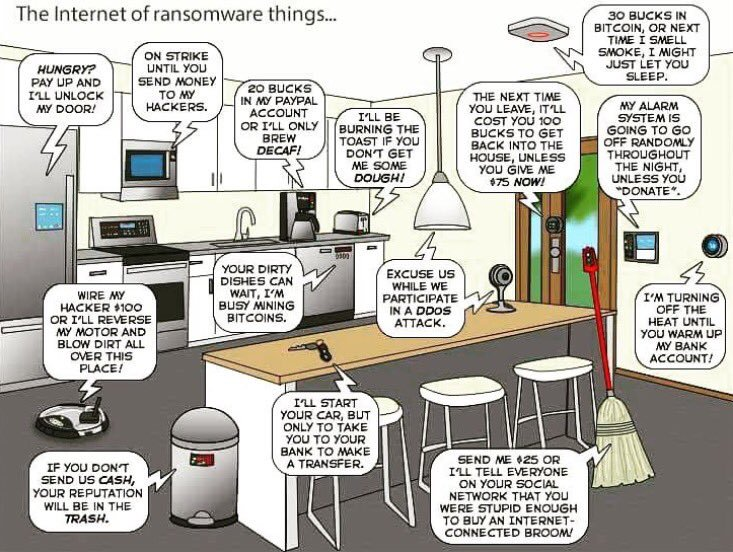 The Internet of ransomware things...
HUNGRY?
PAY UP AND
I'LL UNLOCK
MY DOOR!
ON STRIKE
UNTIL YOU
SEND MONEY
TO MY
HACKERS.
20 BUCKS
IN MY PAYPAL
ACCOUNT
OR I'LL ONLY
BREW
DECAF!
I'LL BE
BURNING THE
TOAST IF YOU
DON'T GET
ME SOME
DOUGH!
THE NEXT TIME
YOU LEAVE, IT'LL
COST YOU 100
BUCKS TO GET
BACK INTO THE
HOUSE, UNLESS
YOU GIVE ME
$75 NOW!
30 BUCKS IN
BITCOIN, OR NEXT
TIME I SMELL
SMOKE, I MIGHT
JUST LET YOU
SLEEP.
MY ALARM
SYSTEM IS
GOING TO GO
OFF RANDOMLY
THROUGHOUT
THE NIGHT,
UNLESS YOU
"DONATE".
WIRE MY
HACKER $100
OR I'LL REVERSE
MY MOTOR AND
BLOW DIRT ALL
OVER THIS
PLACE!
YOUR DIRTY
DISHES CAN
WAIT, I'M
BUSY MINING
BITCOINS.
EXCUSE US
WHILE WE
PARTICIPATE
IN A DDOS
ATTACK.
I'M TURNING
OFF THE
HEAT UNTIL
YOU WARM UP
MY BANK
ACCOUNT!
IF YOU DON'T
SEND US CASH,
YOUR REPUTATION
WILL BE IN THE
TRASH.
I'LL START
YOUR CAR, BUT
ONLY TO TAKE
YOU TO YOUR
BANK TO MAKE
A TRANSFER.
SEND ME $25 OR
I'LL TELL EVERYONE
ON YOUR SOCIAL
NETWORK THAT YOU
WERE STUPID ENOUGH
TO BUY AN INTERNET-
CONNECTED BROOM!